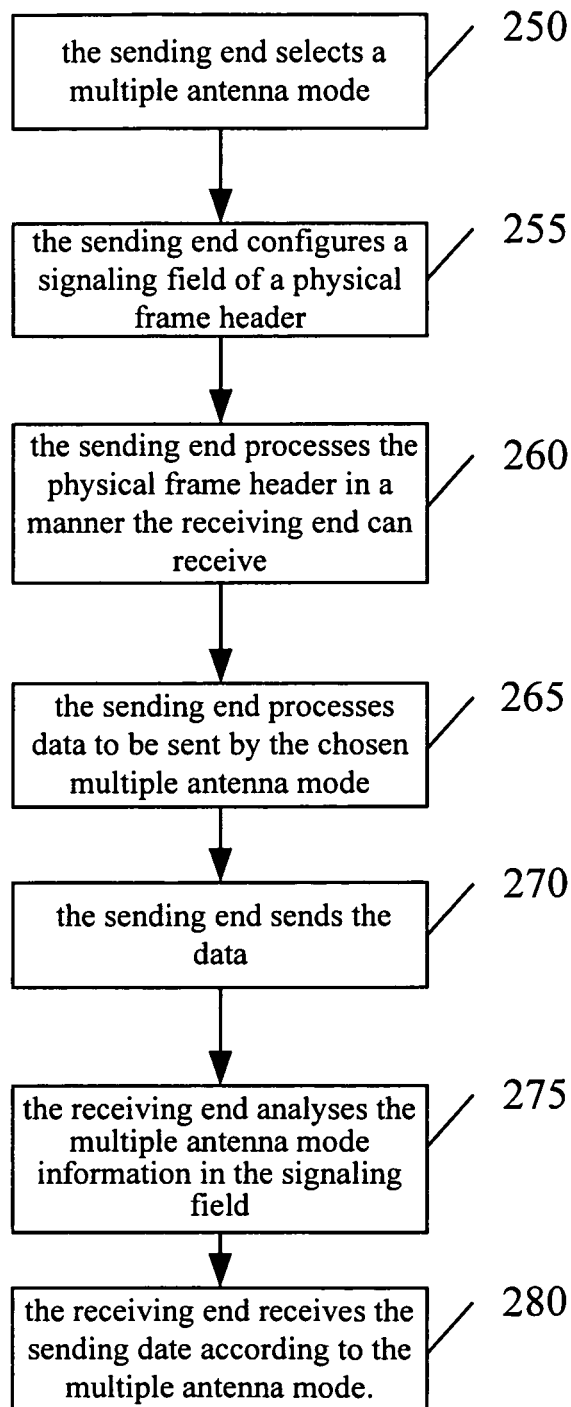 the sending end selects a
multiple antenna mode
250
the sending end configures a
signaling field of a physical
frame header
255
the sending end processes the
physical frame header in a
manner the receiving end can
receive
260
the sending end processes
data to be sent by the chosen
multiple antenna mode
265
the sending end sends the
data
270
the receiving end analyses the
multiple antenna mode
information in the signaling
field
275
the receiving end receives the
sending date according to the
multiple antenna mode.
280